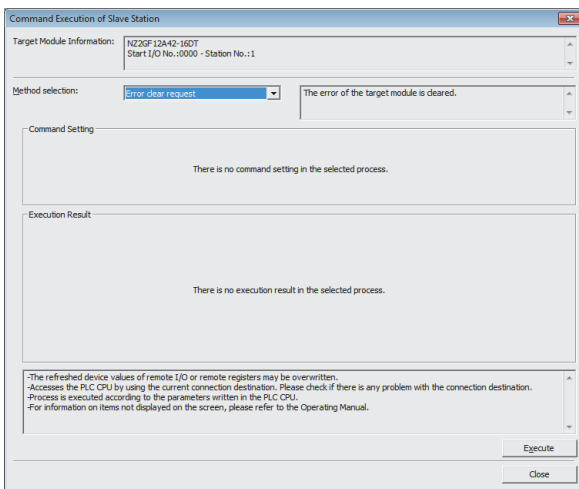 Command Execution of Slave Station
Target Module Information:
NZ2GF12A42-16DT
Start I/O No.:0000 - Station No.:1
Method selection:
Error clear request
The error of the target module is cleared.
Command Setting
There is no command setting in the selected process.
Execution Result
There is no execution result in the selected process.
-The refreshed device values of remote I/O or remote registers may be overwritten.
-Accesses the PLC CPU by using the current connection destination. Please check if there is any problem with the connection destination.
-Process is executed according to the parameters written in the PLC CPU.
-For information on items not displayed on the screen, please refer to the Operating Manual.
Execute
Close